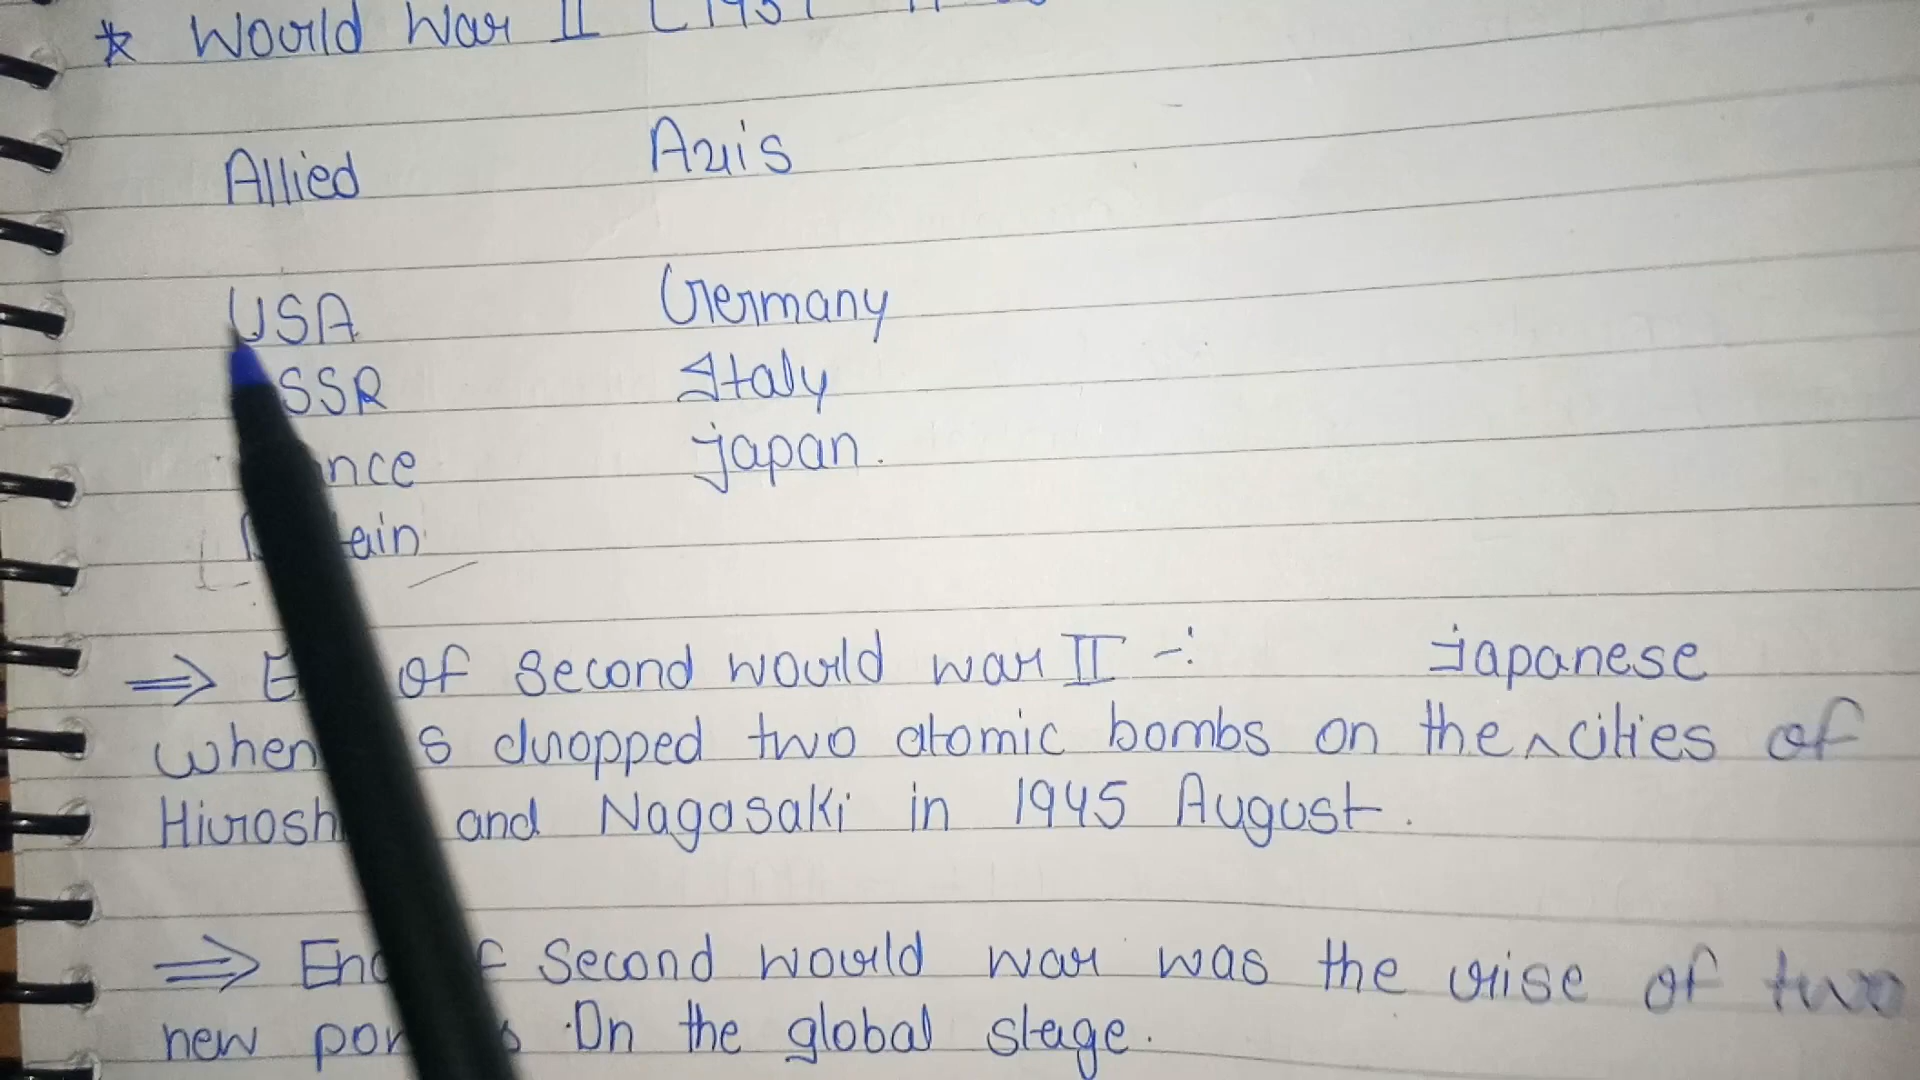 * World War II [193
Allied Axis
USA Germany
SSR Italy
nce japan.
ain
⇒ of Second world war II -:
Japanese
when s dropped two atomic bombs on the ^ cities of
Hirosh and Nagasaki in 1945 August.
⇒ End Second world war was the rise of two
new On the global stage.